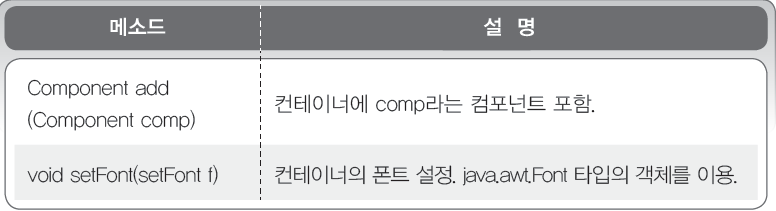 메소드 설 명
Component add
(Component comp)
컨테이너에 comp라는 컴포넌트 포함.
void setFont(setFont f) 컨테이너의 폰트 설정. java.awt.Font 타입의 객체를 이용.